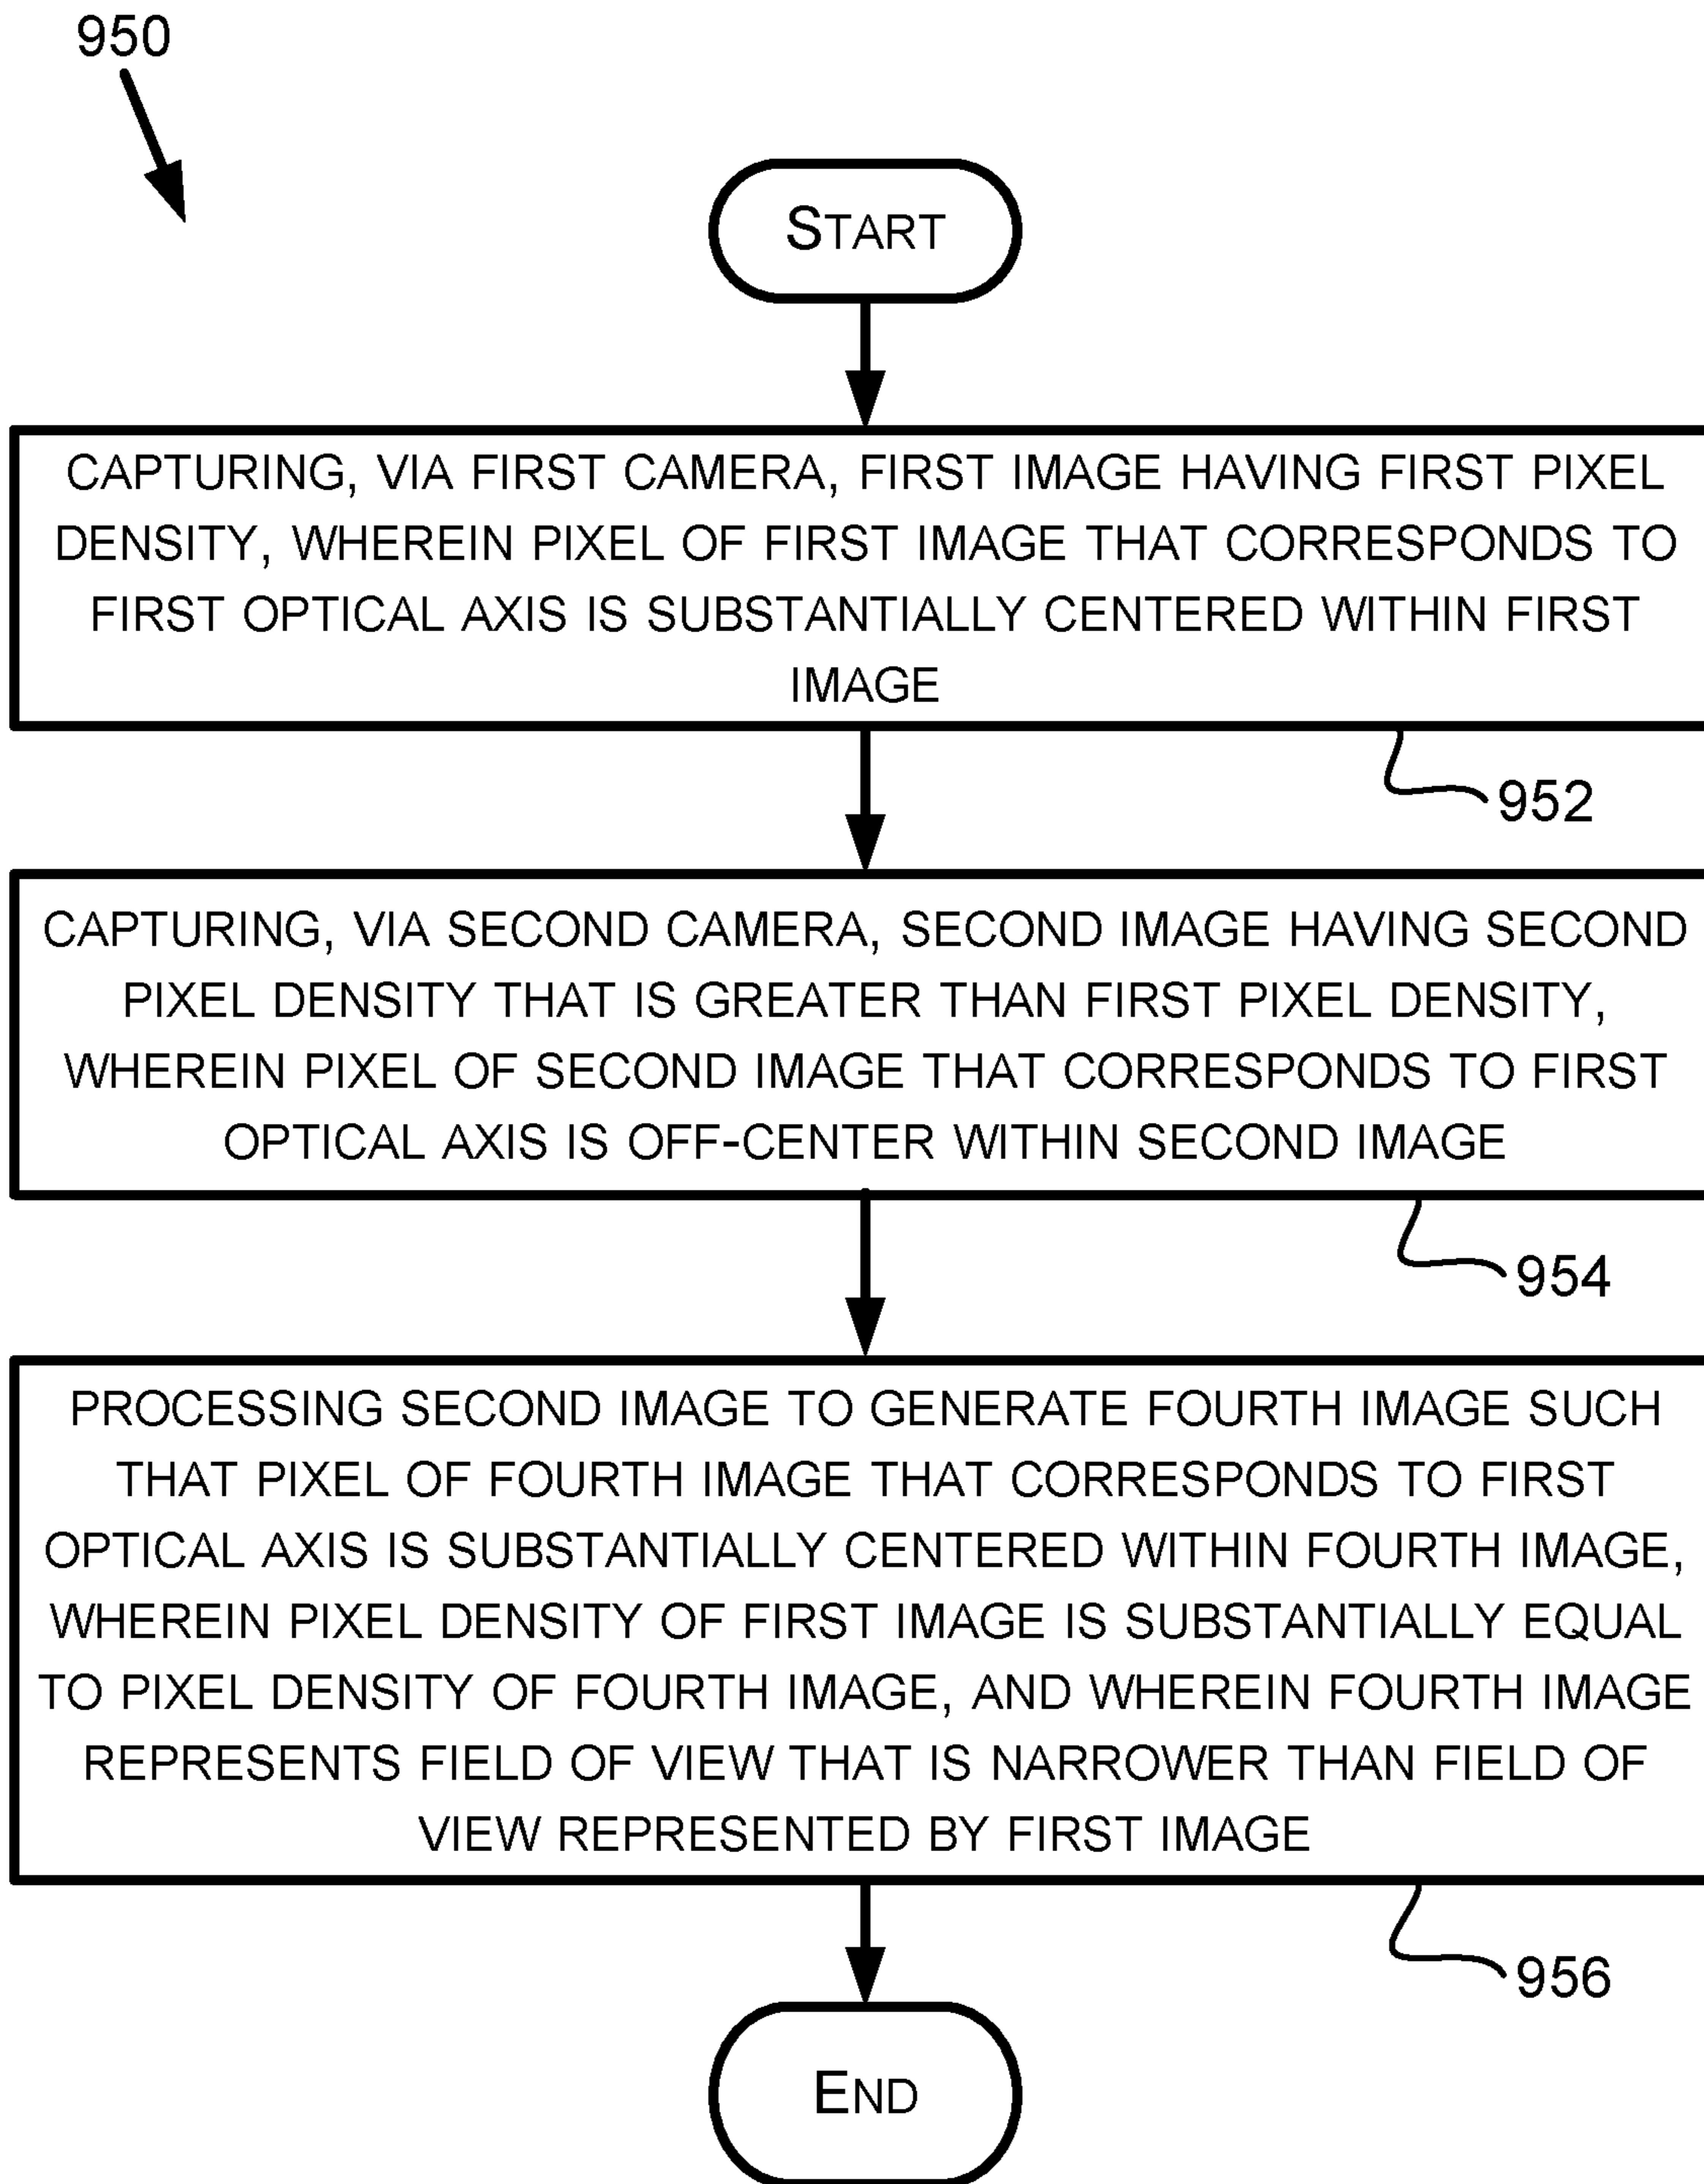 950
START
CAPTURING, VIA FIRST CAMERA, FIRST IMAGE HAVING FIRST PIXEL
DENSITY, WHEREIN PIXEL OF FIRST IMAGE THAT CORRESPONDS TO
FIRST OPTICAL AXIS IS SUBSTANTIALLY CENTERED WITHIN FIRST
IMAGE
952
CAPTURING, VIA SECOND CAMERA, SECOND IMAGE HAVING SECOND
PIXEL DENSITY THAT IS GREATER THAN FIRST PIXEL DENSITY,
WHEREIN PIXEL OF SECOND IMAGE THAT CORRESPONDS TO FIRST
OPTICAL AXIS IS OFF-CENTER WITHIN SECOND IMAGE
954
PROCESSING SECOND IMAGE TO GENERATE FOURTH IMAGE SUCH
THAT PIXEL OF FOURTH IMAGE THAT CORRESPONDS TO FIRST
OPTICAL AXIS IS SUBSTANTIALLY CENTERED WITHIN FOURTH IMAGE,
WHEREIN PIXEL DENSITY OF FIRST IMAGE IS SUBSTANTIALLY EQUAL
TO PIXEL DENSITY OF FOURTH IMAGE, AND WHEREIN FOURTH IMAGE
REPRESENTS FIELD OF VIEW THAT IS NARROWER THAN FIELD OF
VIEW REPRESENTED BY FIRST IMAGE
956
END